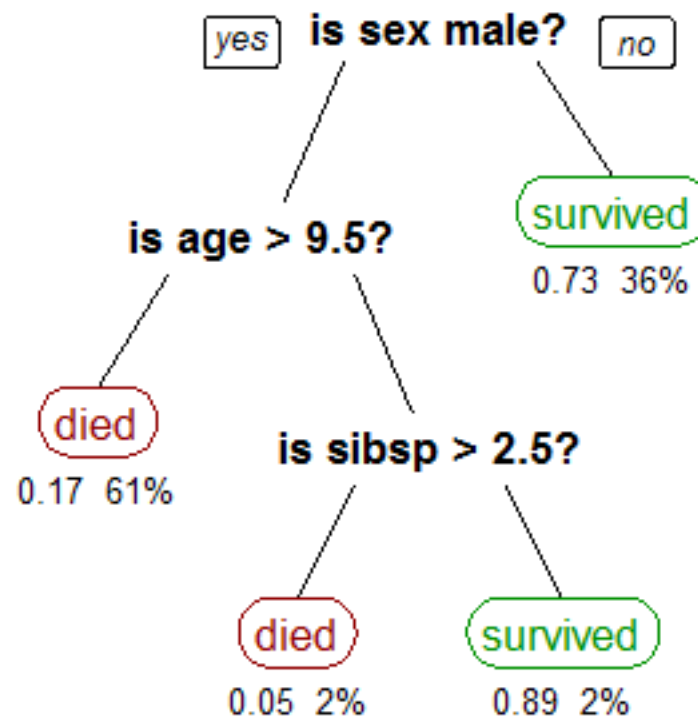 yes is sex male? no
survived
is age > 9.5?
0.73 36%
died
is sibsp > 2.5?
0.17 61%
died survived
0.05 2% 0.89 2%